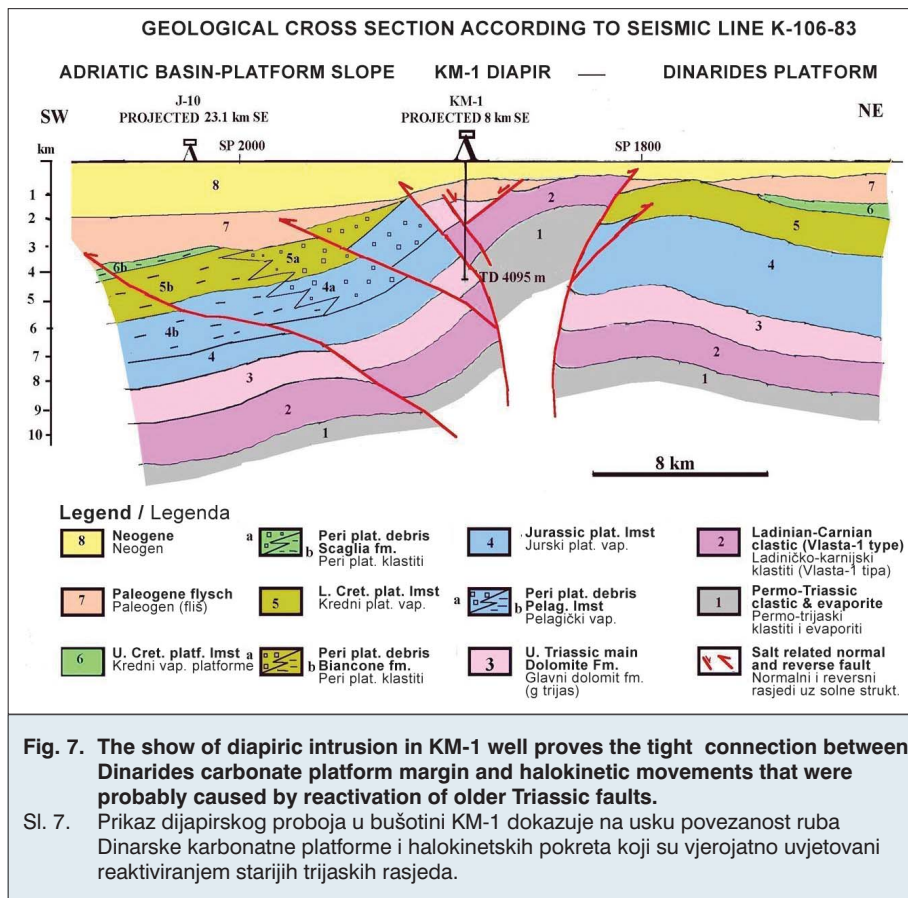 GEOLOGICAL CROSS SECTION ACCORDING TO SEISMIC LINE K-106-83
ADRIATIC BASIN-PLATFORM SLOPE KM-1 DIAPIR — DINARIDES PLATFORM
J-10
PROJECTED 23.1 km SE
KM-1
PROJECTED 8 km SE
SW
NE
km
SP 2000
SP 1800
1
2
3
4
5
6
7
8
9
10
8
7
6b
5b
5a
4b
4a
4
3
2
1
2
1
TD 4095 m
7
6
5
4
3
2
1
8 km
Legend / Legenda
8
Neogene
Neogen
a
b
Peri plat. debris
Scaglia fm.
Peri plat. klastiti
4
Jurassic plat. lmst
Jurski plat. vap.
2
Ladinian-Carnian
clastic (Vlasta-1 type)
Ladiničko-karnijski
klastiti (Vlasta-1 tipa)
7
Paleogene flysch
Paleogen (fliš)
5
L. Cret. plat. lmst
Kredni plat. vap.
a
b
Peri plat. debris
Pelag. lmst
Pelagički vap.
1
Permo-Triassic
clastic & evaporite
Permo-trijaski
klastiti i evaporiti
6
U. Cret. platf. lmst
Kredni vap. platforme
a
b
Peri plat. debris
Biancone fm.
Peri plat. klastiti
3
U. Triassic main
Dolomite Fm.
Glavni dolomit fm.
(g trijas)
Salt related normal
and reverse fault
Normalni i reversni
rasjedi uz solne strukt.
Fig. 7. The show of diapiric intrusion in KM-1 well proves the tight connection between
Dinarides carbonate platform margin and halokinetic movements that were
probably caused by reactivation of older Triassic faults.
Sl. 7. Prikaz dijapirskog proboja u bušotini KM-1 dokazuje na usku povezanost ruba
Dinarske karbonatne platforme i halokinetskih pokreta koji su vjerojatno uvjetovani
reaktiviranjem starijih trijaskih rasjeda.